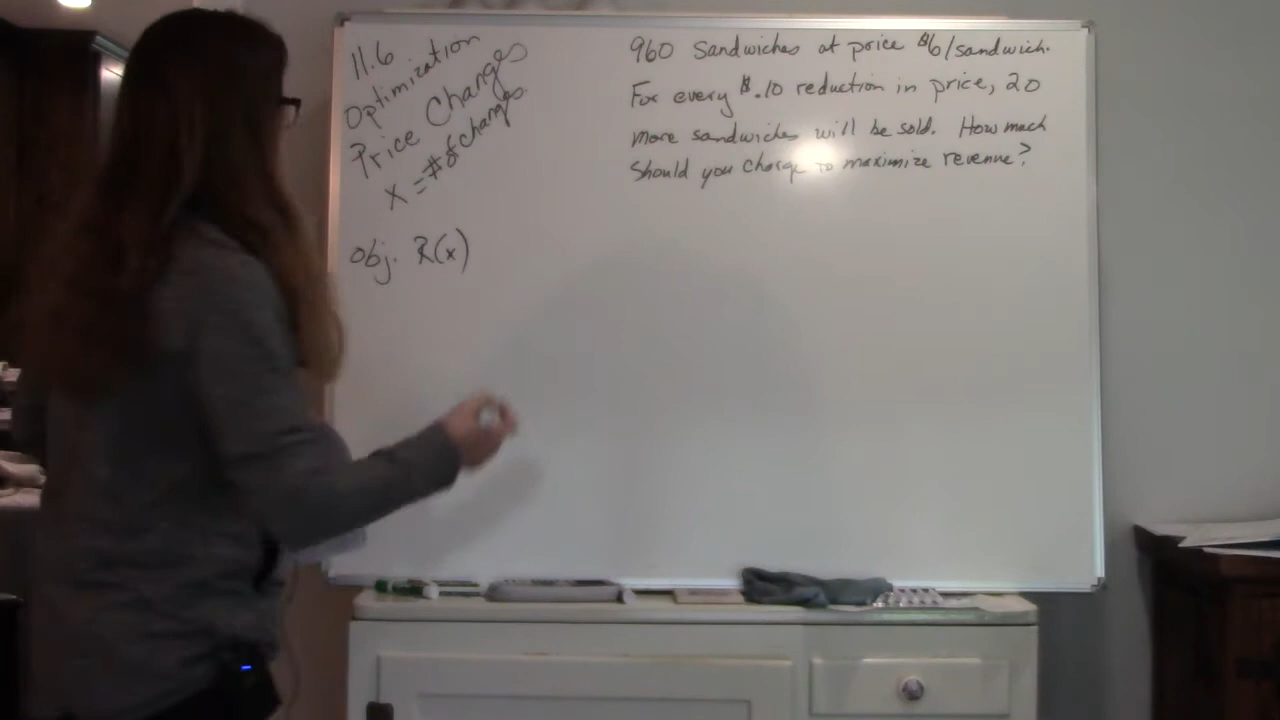 11.6
Optimization
Price Changes
X = # of changes.
Obj. R(x)
960 Sandwiches at price $6/sandwich.
For every $.10 reduction in price, 20
more sandwiches will be sold. How much
should you charge to maximize revenue?